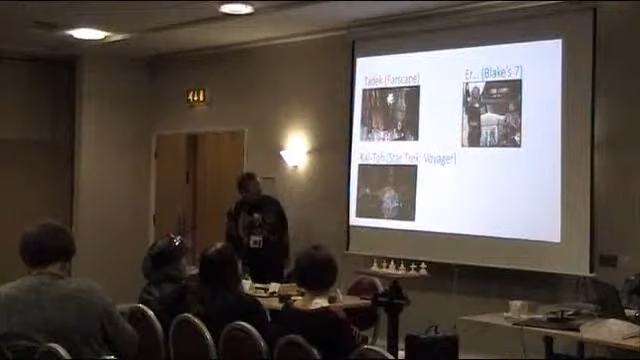 Tadek (Farscape)
Er... (Blake's 7)
Kal-Toh (Star Trek: Voyager)